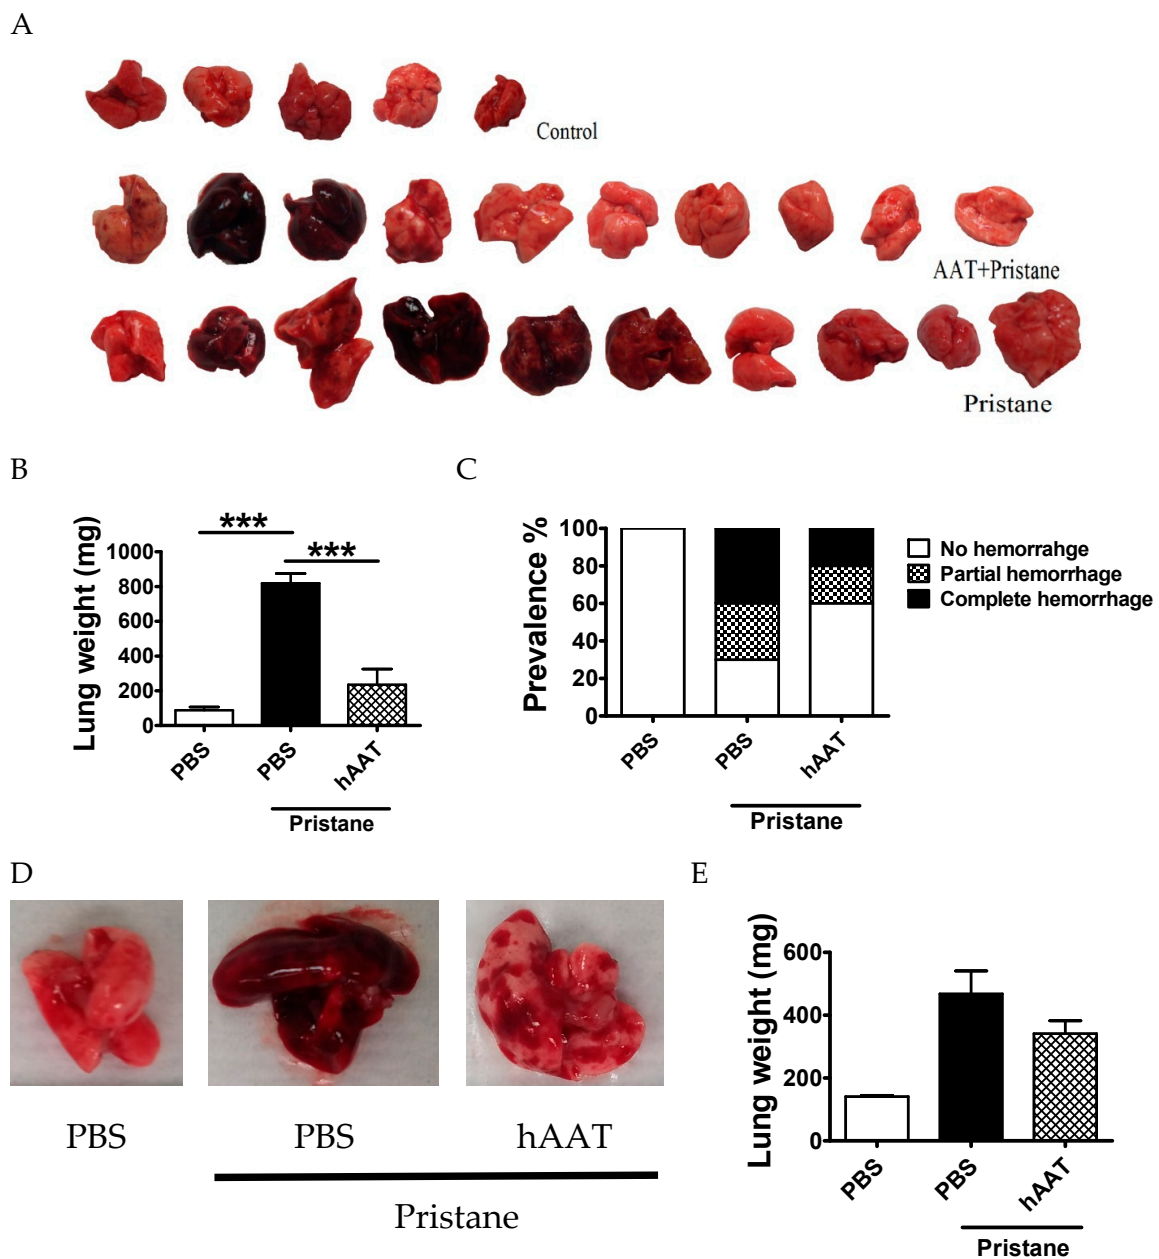 A
Control
AAT+Pristane
Pristane
B
Lung weight (mg)
1000
800
600
400
200
0
***
***
PBS
PBS
hAAT
Pristane
C
Prevalence %
100
80
60
40
20
0
PBS
PBS
hAAT
Pristane
No hemorrahge
Partial hemorrhage
Complete hemorrhage
D
PBS
PBS
hAAT
Pristane
E
Lung weight (mg)
600
400
200
0
PBS
PBS
hAAT
Pristane